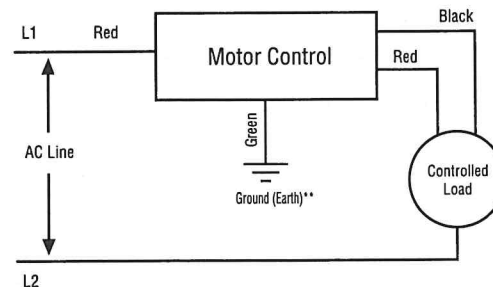 Black
L1
Red
Motor Control
Red
Green
AC Line
Controlled
Load
Ground (Earth)**
L2